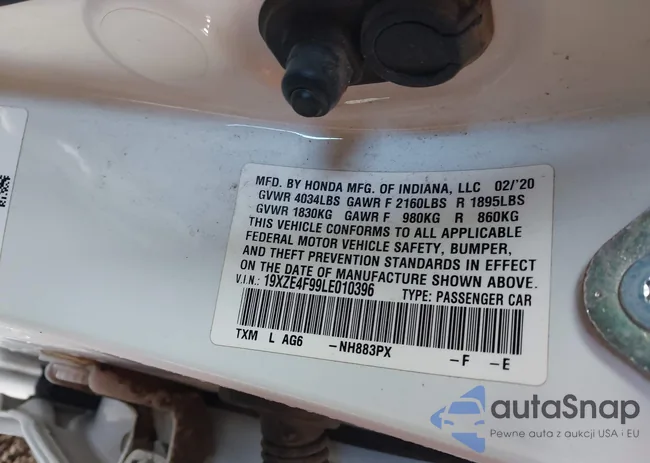 MFD. BY HONDA MFG. OF INDIANA, LLC 02/'20
GVWR 4034LBS GAWR F 2160LBS R 1895LBS
GVWR 1830KG GAWR F 980KG R 860KG
THIS VEHICLE CONFORMS TO ALL APPLICABLE
FEDERAL MOTOR VEHICLE SAFETY, BUMPER,
AND THEFT PREVENTION STANDARDS IN EFFECT
ON THE DATE OF MANUFACTURE SHOWN ABOVE.
V.I.N.: 19XZE4F99LE010396 TYPE: PASSENGER CAR
TXM L AG6 -NH883PX -F -E
autaSnap
Pewne auta z aukcji USA i EU